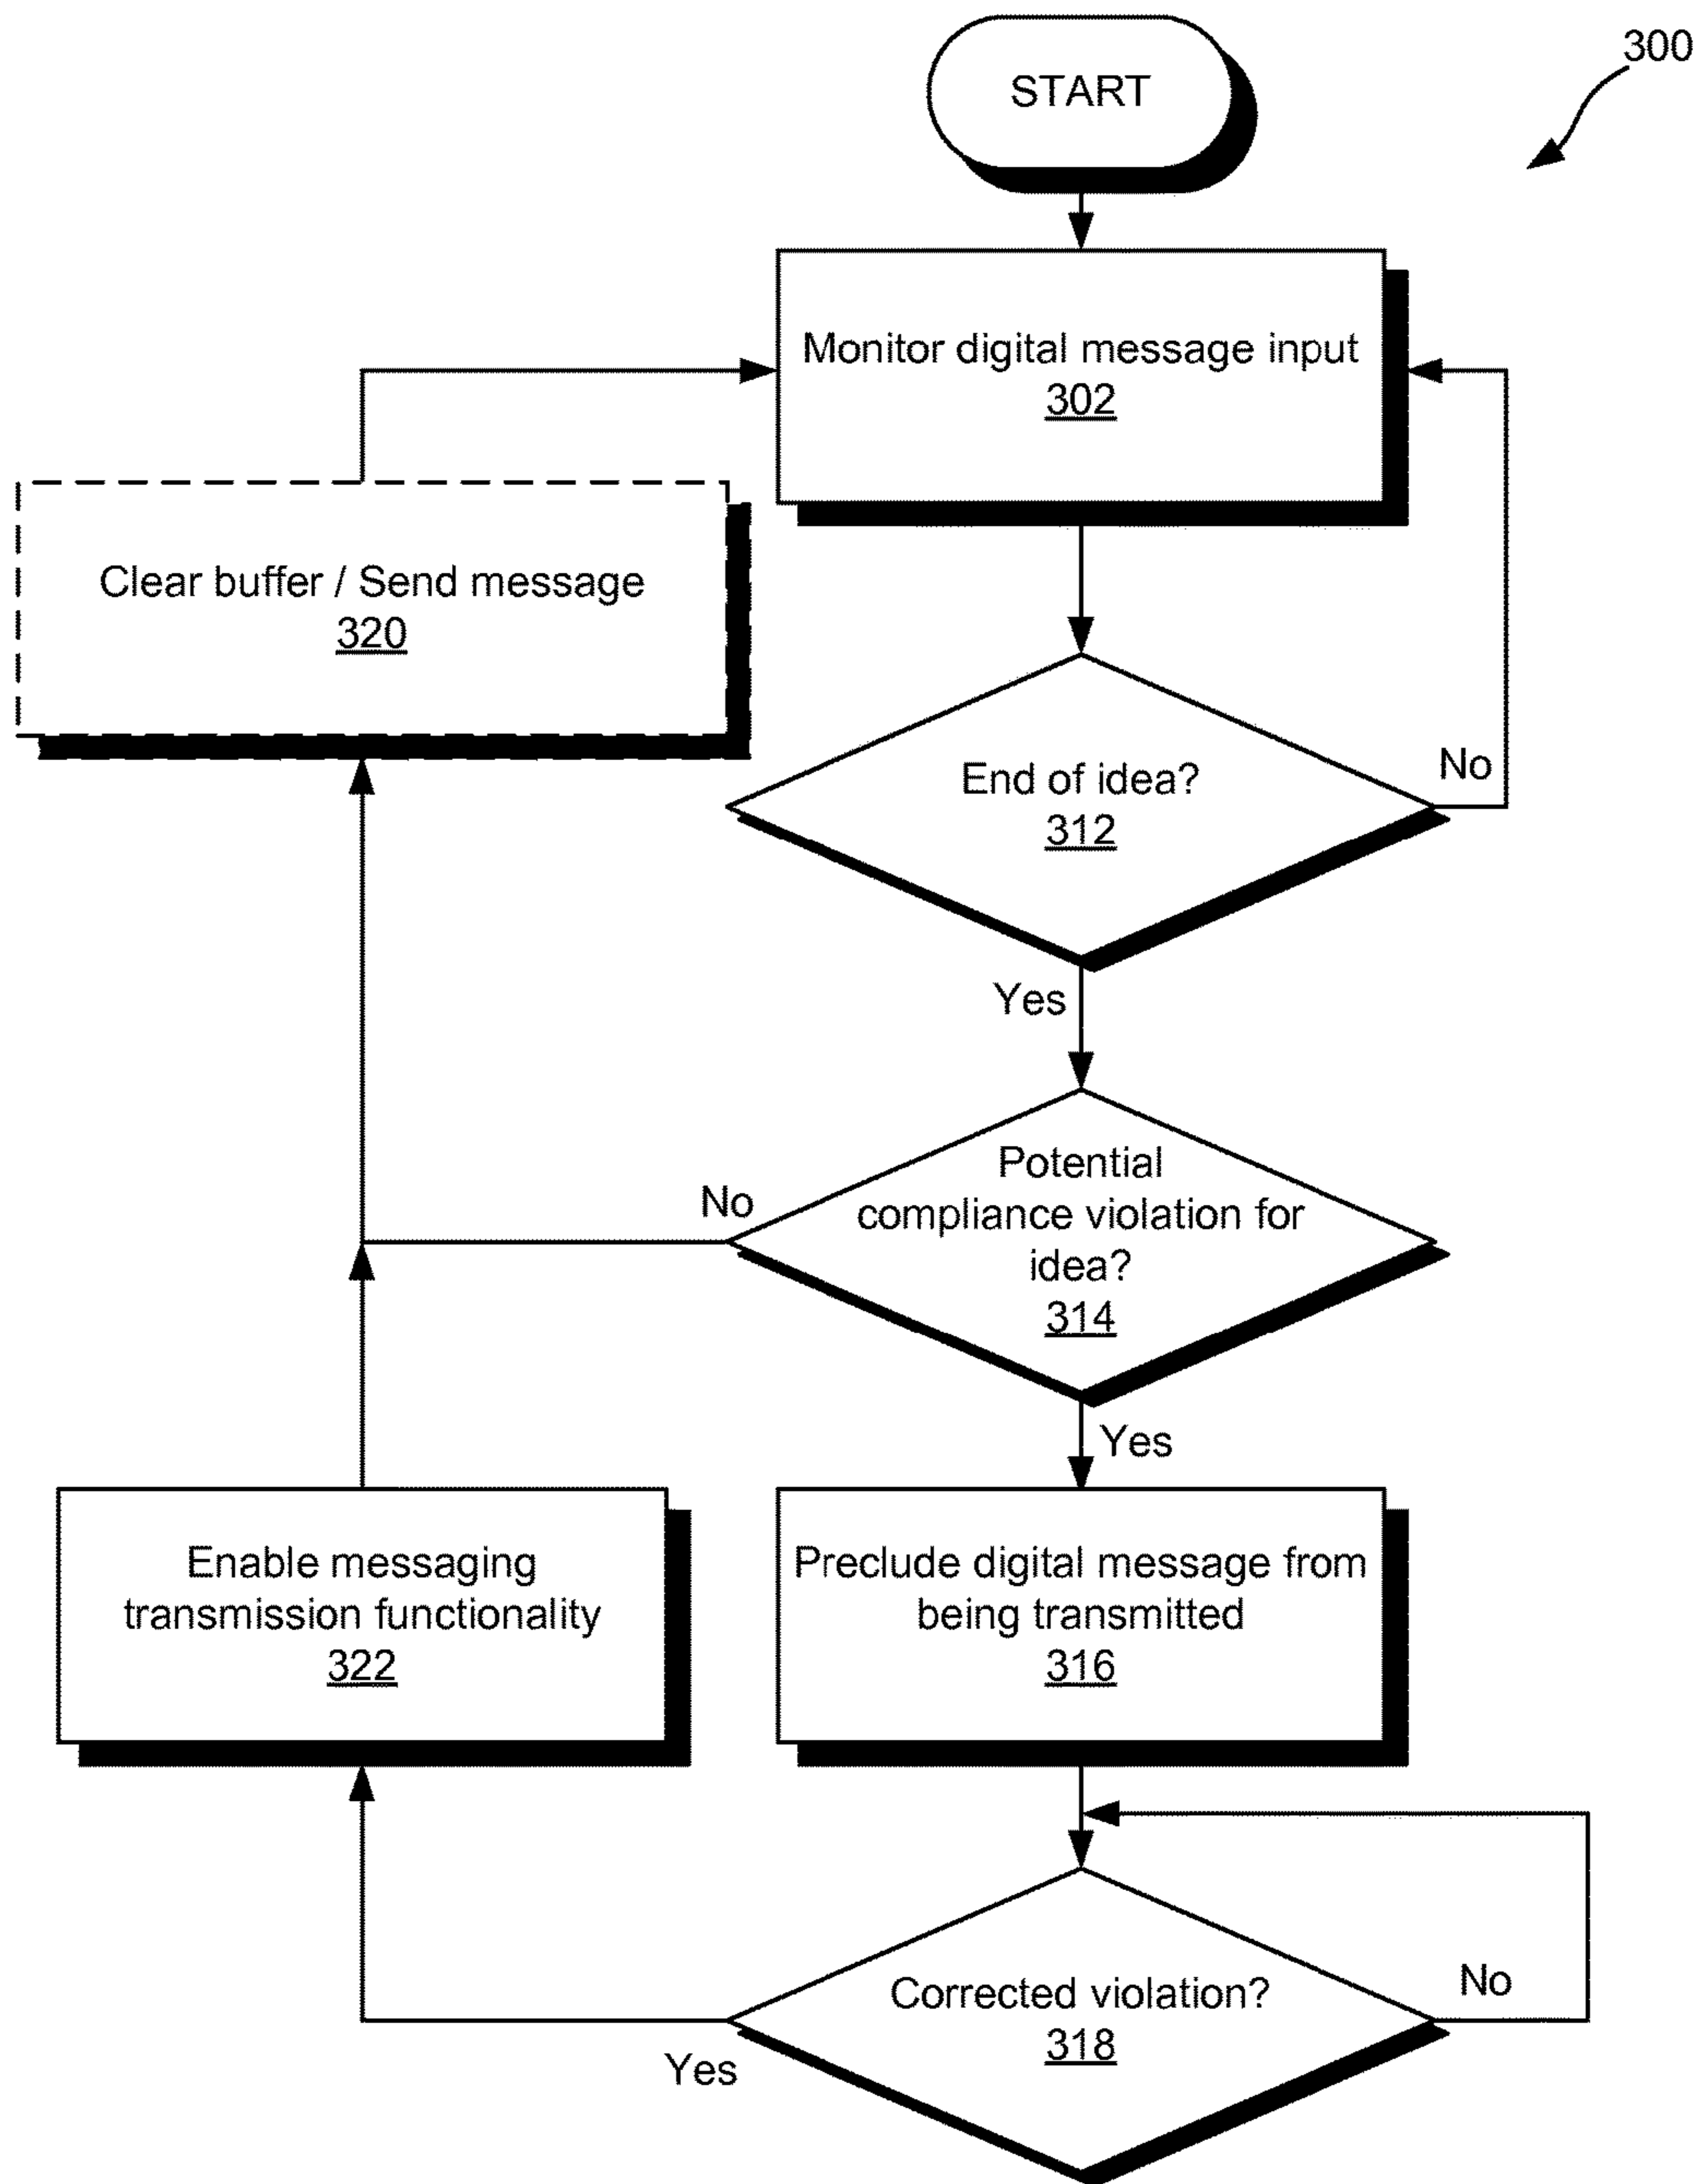 300
START
Monitor digital message input
302
Clear buffer / Send message
320
End of idea?
312
No
Yes
Potential
compliance violation for
idea?
314
No
Yes
Enable messaging
transmission functionality
322
Preclude digital message from
being transmitted
316
Corrected violation?
318
No
Yes